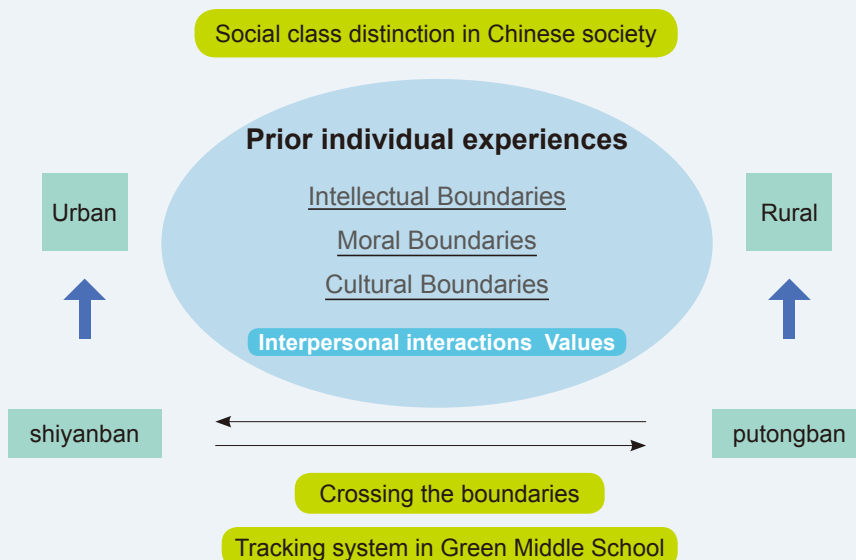 Social class distinction in Chinese society
Prior individual experiences
Intellectual Boundaries
Urban
Rural
Moral Boundaries
Cultural Boundaries
Interpersonal interactions Values
shiyanban
putongban
Crossing the boundaries
Tracking system in Green Middle School